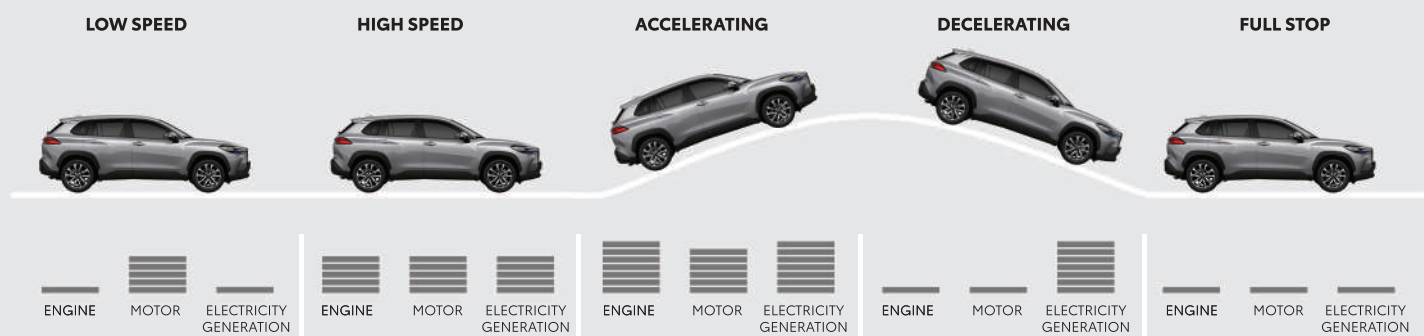 LOW SPEED
HIGH SPEED
ACCELERATING
DECELERATING
FULL STOP
ENGINE
MOTOR
ELECTRICITY
GENERATION
ENGINE
MOTOR
ELECTRICITY
GENERATION
ENGINE
MOTOR
ELECTRICITY
GENERATION
ENGINE
MOTOR
ELECTRICITY
GENERATION
ENGINE
MOTOR
ELECTRICITY
GENERATION